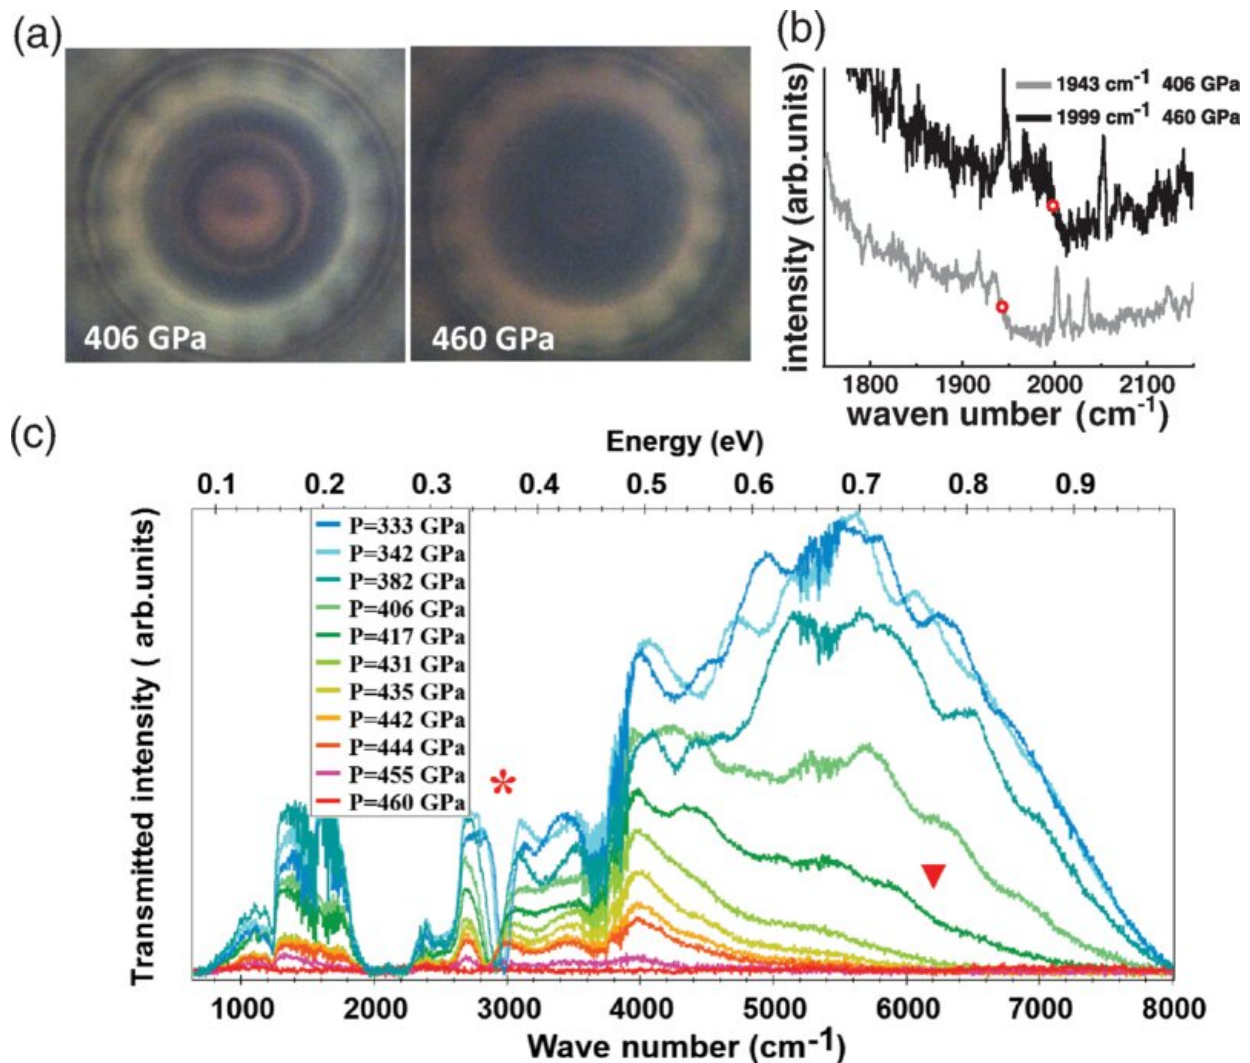 (a)
406 GPa
460 GPa
(b)
intensity (arb.units)
1943 cm-1 406 GPa
1999 cm-1 460 GPa
1800 1900 2000 2100
waven umber (cm-1)
(c)
Energy (eV)
0.1 0.2 0.3 0.4 0.5 0.6 0.7 0.8 0.9
Transmitted intensity ( arb.units)
P=333 GPa
P=342 GPa
P=382 GPa
P=406 GPa
P=417 GPa
P=431 GPa
P=435 GPa
P=442 GPa
P=444 GPa
P=455 GPa
P=460 GPa
*
1000 2000 3000 4000 5000 6000 7000 8000
Wave number (cm-1)